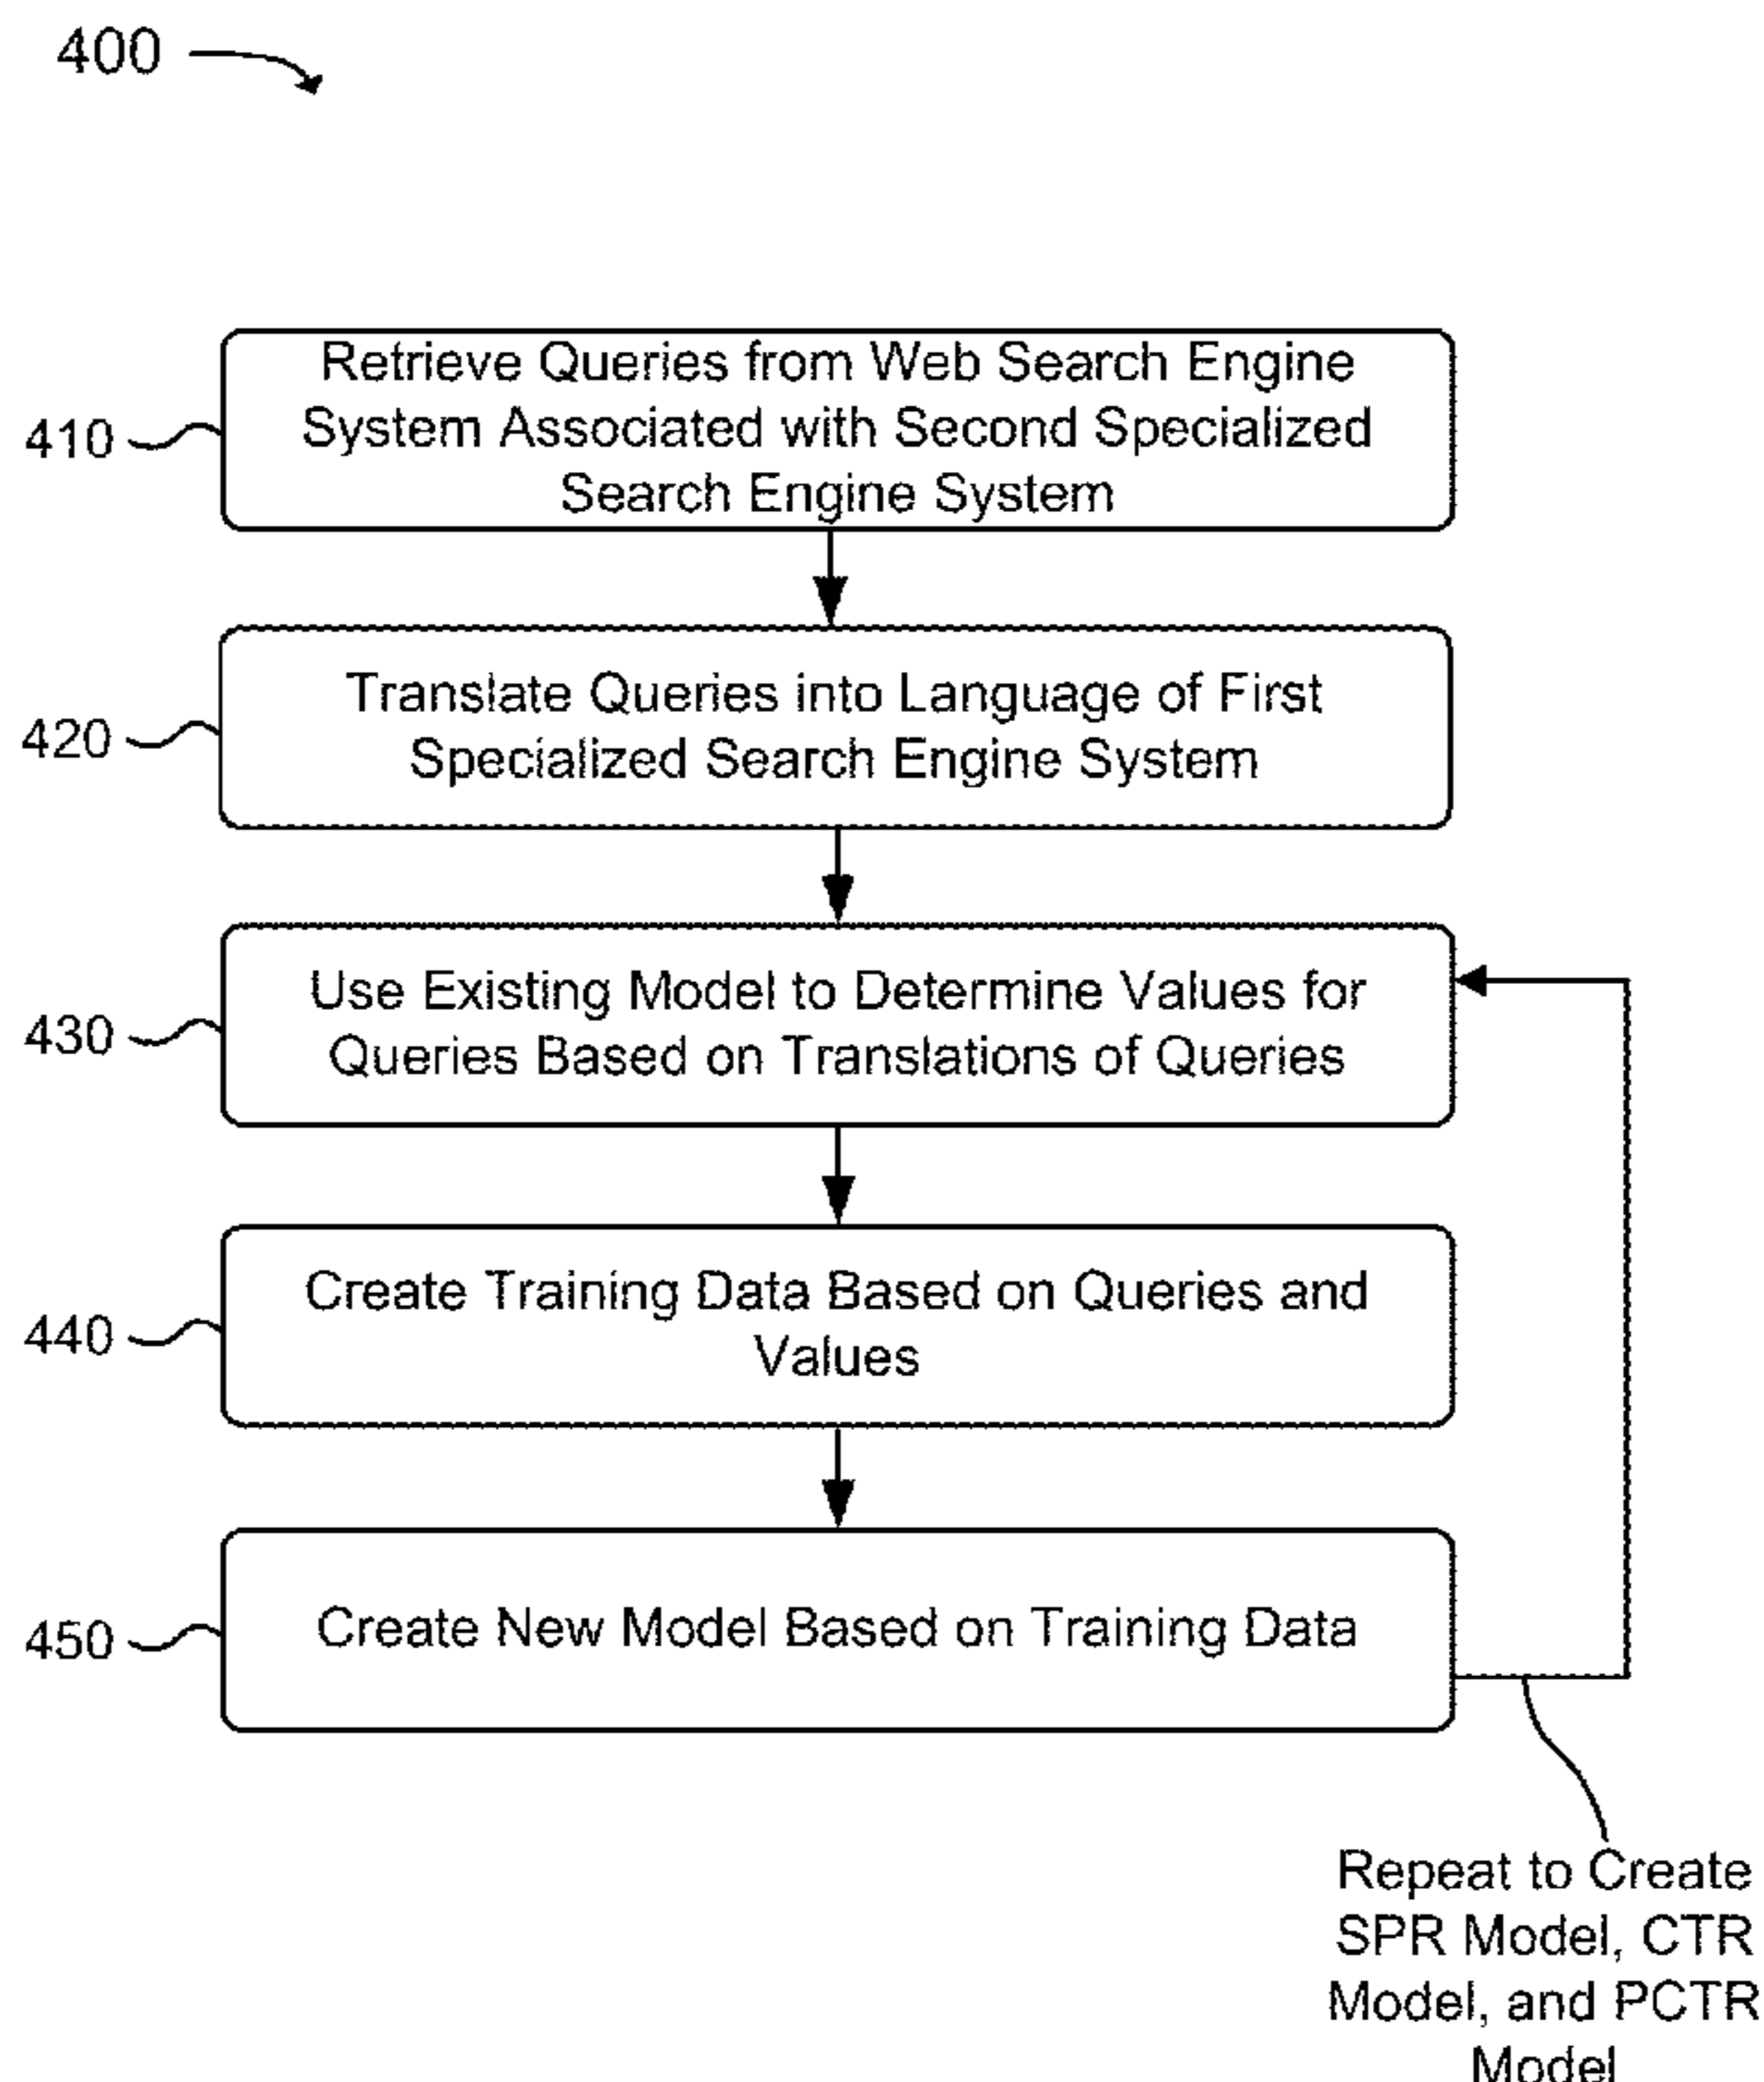 400
Retrieve Queries from Web Search Engine
System Associated with Second Specialized
Search Engine System
410
Translate Queries into Language of First
Specialized Search Engine System
420
Use Existing Model to Determine Values for
Queries Based on Translations of Queries
430
Create Training Data Based on Queries and
Values
440
Create New Model Based on Training Data
450
Repeat to Create
SPR Model, CTR
Model, and PCTR
Model